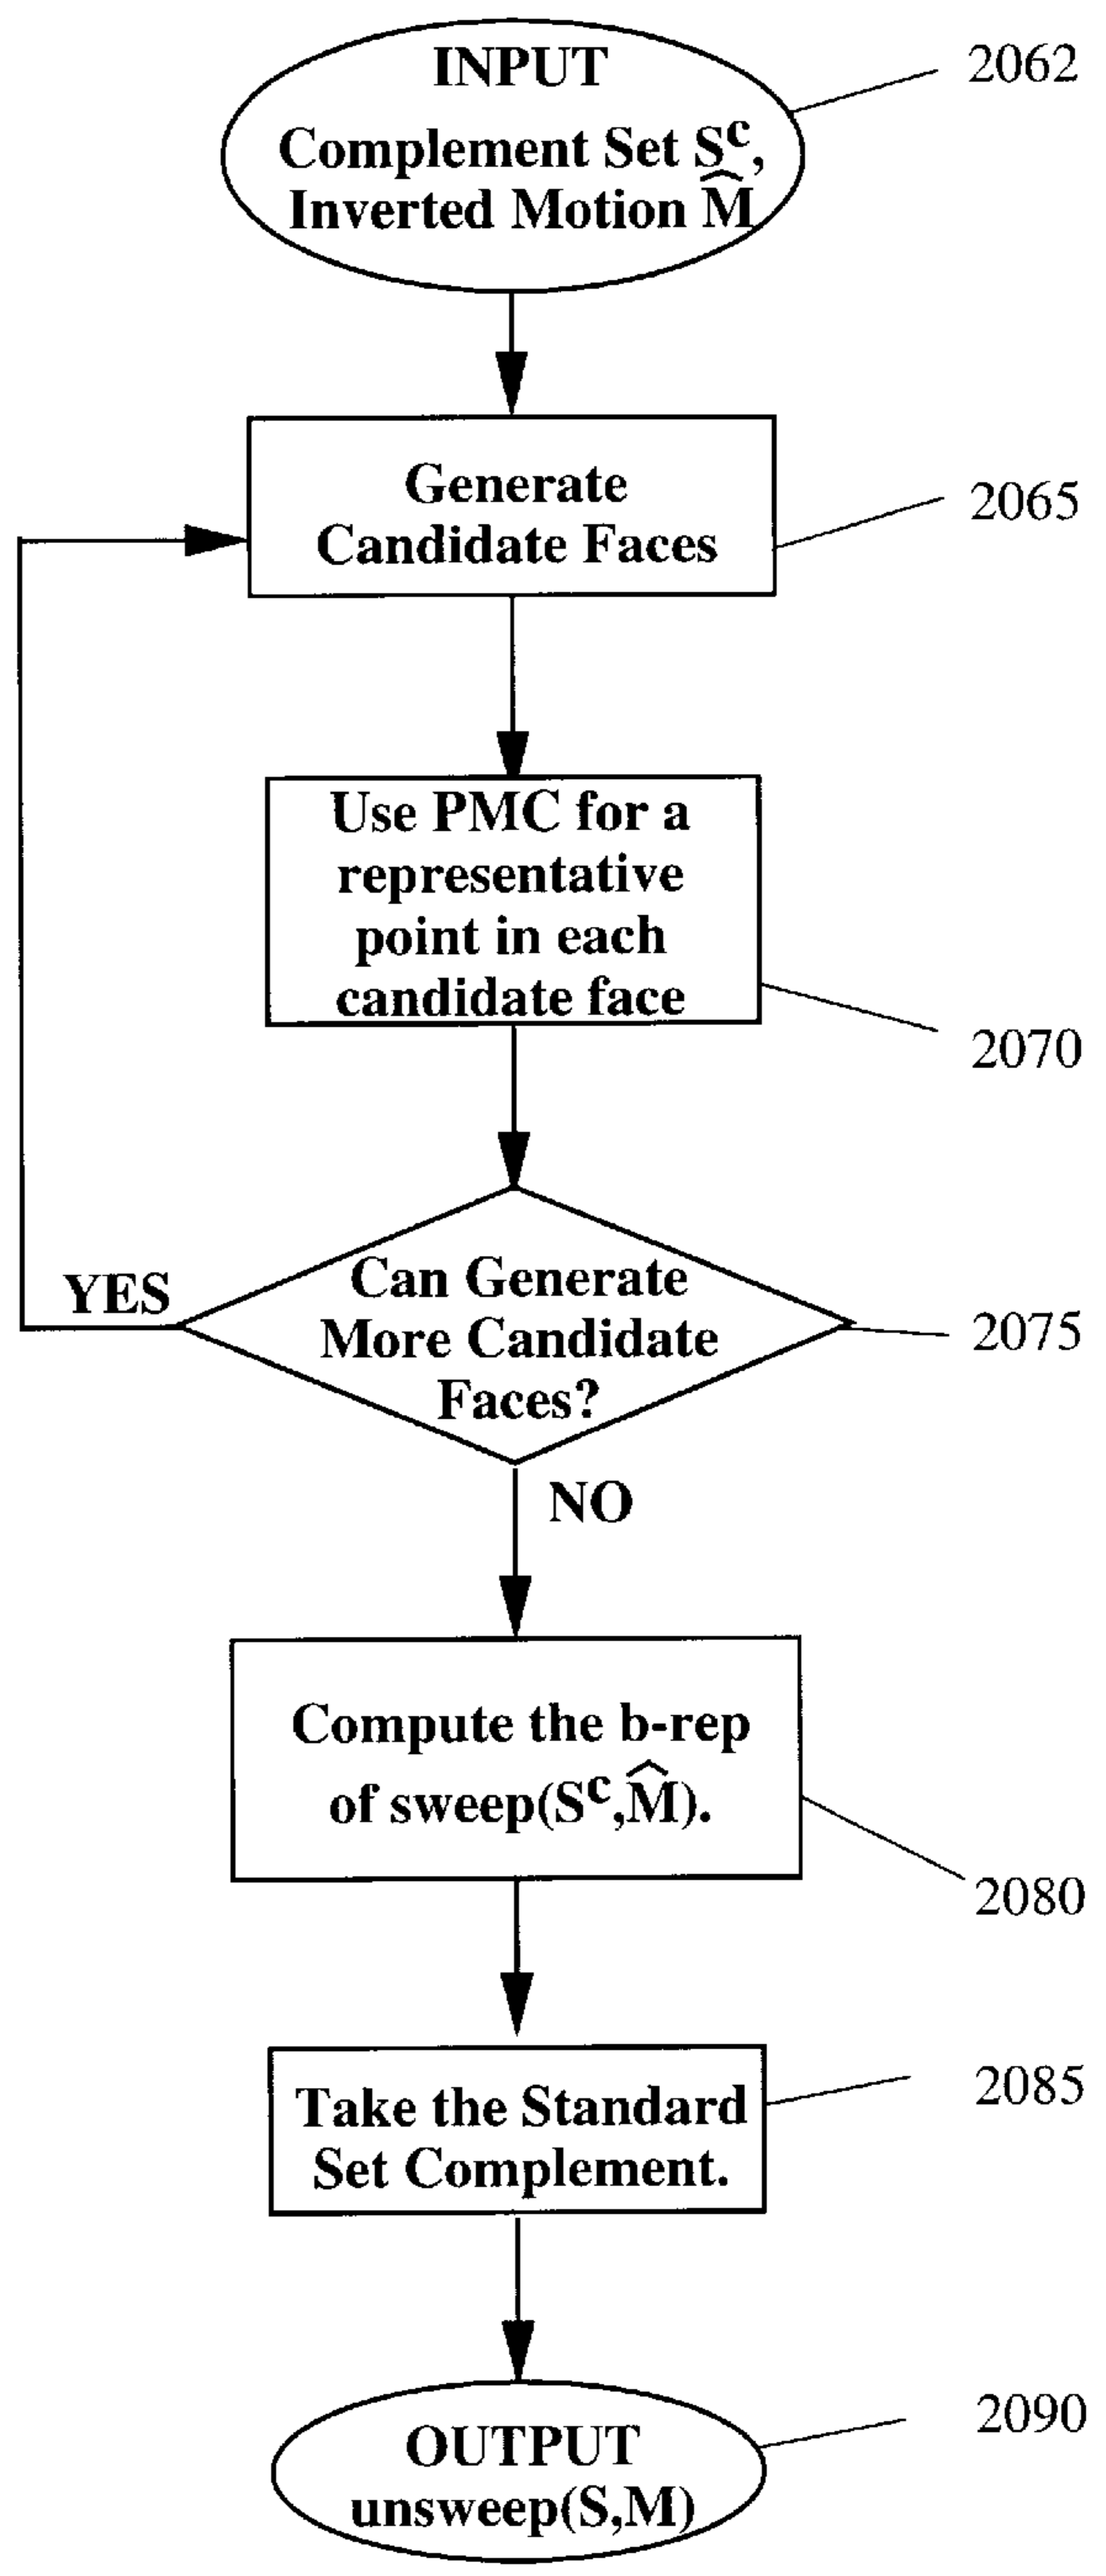 INPUT
2062
Complement Set Sᶜ,
Inverted Motion M̂
Generate
Candidate Faces
2065
Use PMC for a
representative
point in each
candidate face
2070
Can Generate
More Candidate
Faces?
YES
2075
NO
Compute the b-rep
of sweep(Sᶜ,M̂).
2080
Take the Standard
Set Complement.
2085
OUTPUT
unsweep(S,M)
2090